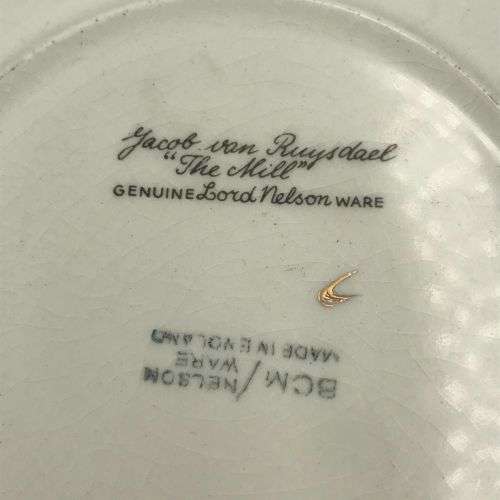 Jacob van Ruysdael
"The Mill"
GENUINE Lord Nelson WARE
BCM/NELSON
WARE
MADE IN ENGLAND